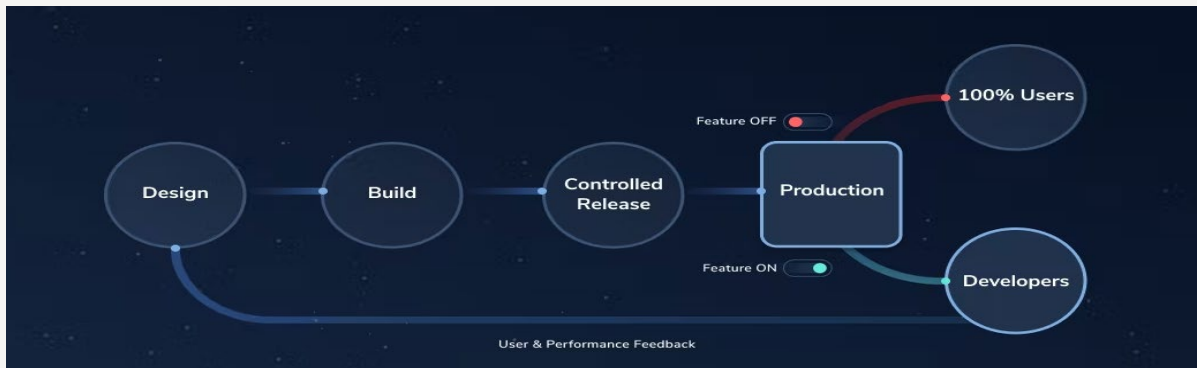 Design
Build
Controlled
Release
Feature OFF
Production
Feature ON
100% Users
Developers
User & Performance Feedback